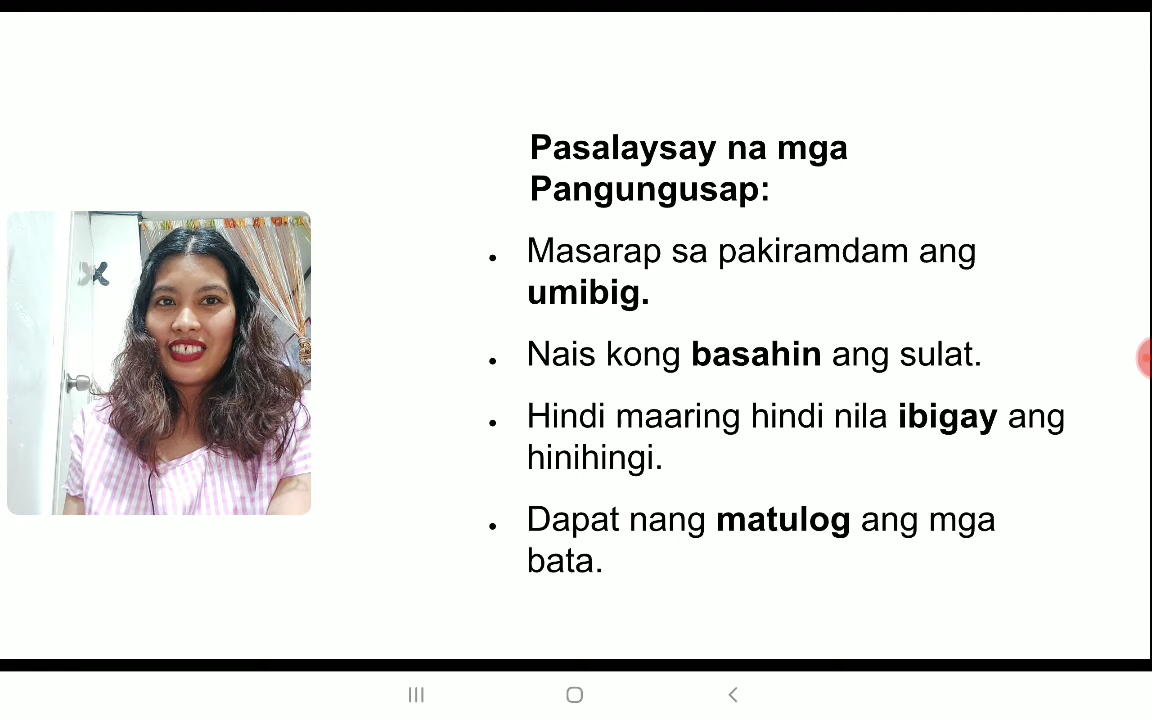 Pasalaysay na mga
Pangungusap:
Masarap sa pakiramdam ang
umibig.
Nais kong basahin ang sulat.
Hindi maaring hindi nila ibigay ang
hinihingi.
Dapat nang matulog ang mga
bata.